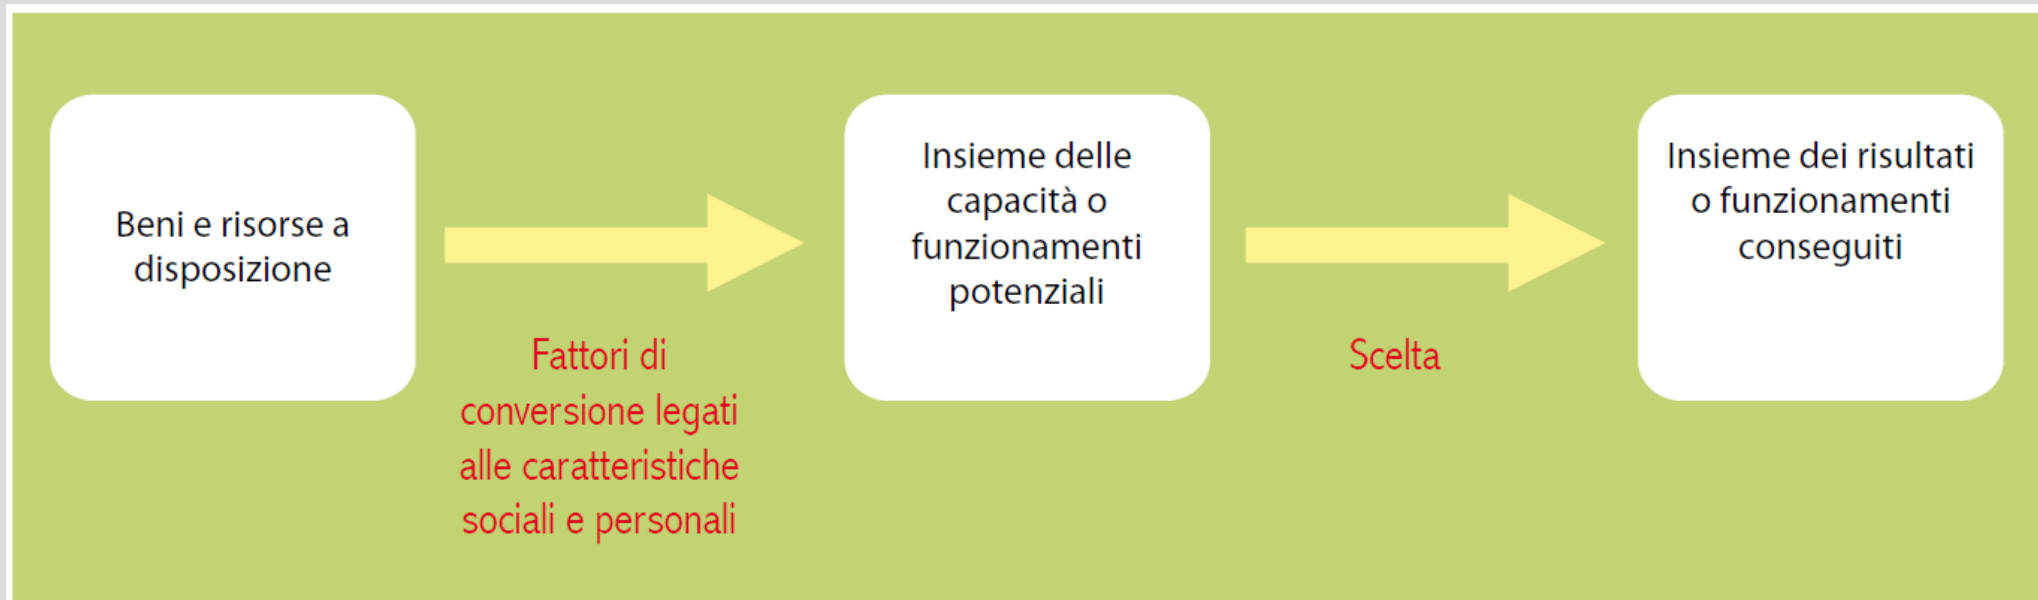 Beni e risorse a
disposizione
Fattori di
conversione legati
alle caratteristiche
sociali e personali
Insieme delle
capacità o
funzionamenti
potenziali
Scelta
Insieme dei risultati
o funzionamenti
conseguiti